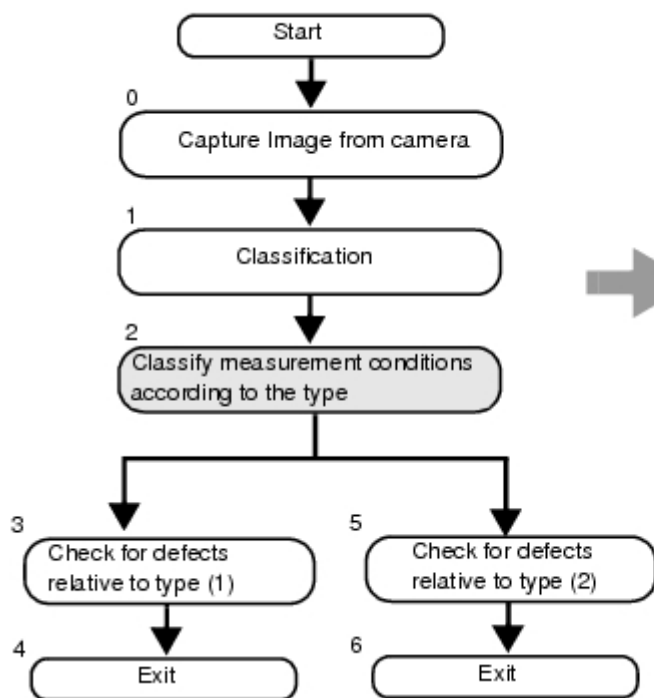 Start
0
Capture Image from camera
1
Classification
2
Classify measurement conditions
according to the type
3
Check for defects
relative to type (1)
5
Check for defects
relative to type (2)
4
Exit
6
Exit